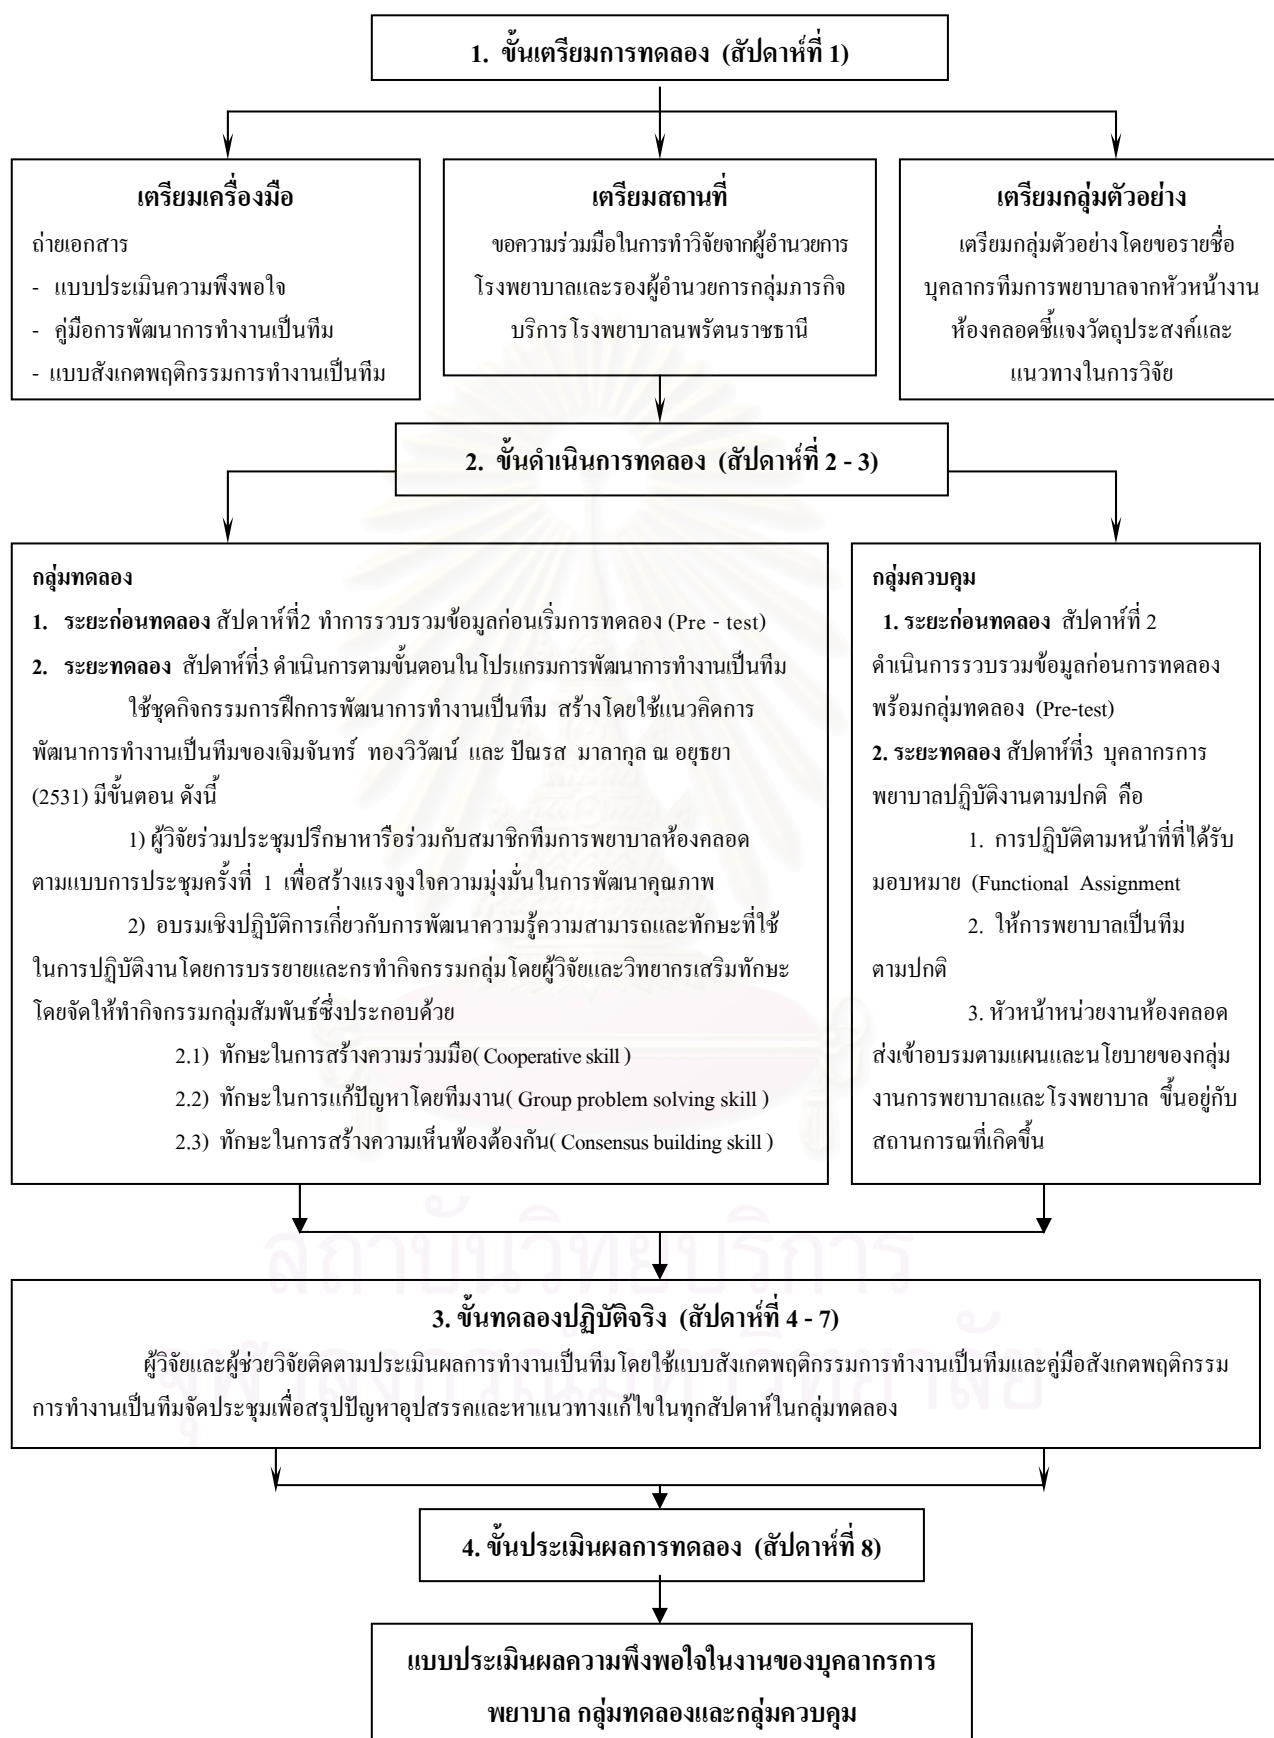 1. ขั้นเตรียมการทดลอง (สัปดาห์ที่ 1)
เตรียมเครื่องมือ
ถ่ายเอกสาร
- แบบประเมินความพึงพอใจ
- คู่มือการพัฒนาการทำงานเป็นทีม
- แบบสังเกตพฤติกรรมการทำงานเป็นทีม
เตรียมสถานที่
ขอความร่วมมือในการทำวิจัยจากผู้อำนวยการ
โรงพยาบาลและรองผู้อำนวยการกลุ่มภารกิจ
บริการโรงพยาบาลนพรัตนราชธานี
เตรียมกลุ่มตัวอย่าง
เตรียมกลุ่มตัวอย่างโดยขอรายชื่อ
บุคลากรทีมการพยาบาลจากหัวหน้างาน
ห้องคลอดชี้แจงวัตถุประสงค์และ
แนวทางในการวิจัย
2. ขั้นดำเนินการทดลอง (สัปดาห์ที่ 2 - 3)
กลุ่มทดลอง
1. ระยะก่อนทดลอง สัปดาห์ที่2 ทำการรวบรวมข้อมูลก่อนเริ่มการทดลอง (Pre - test)
2. ระยะทดลอง สัปดาห์ที่3 ดำเนินการตามขั้นตอนในโปรแกรมการพัฒนาการทำงานเป็นทีม
ใช้ชุดกิจกรรมการฝึกการพัฒนาการทำงานเป็นทีม สร้างโดยใช้แนวคิดการ
พัฒนาการทำงานเป็นทีมของเจิมจันทร์ ทองวิวัฒน์ และ ปัณรส มาลากุล ณ อยุธยา
(2531) มีขั้นตอน ดังนี้
1) ผู้วิจัยร่วมประชุมปรึกษาหารือร่วมกับสมาชิกทีมการพยาบาลห้องคลอด
ตามแบบการประชุมครั้งที่ 1 เพื่อสร้างแรงจูงใจความมุ่งมั่นในการพัฒนาคุณภาพ
2) อบรมเชิงปฏิบัติการเกี่ยวกับการพัฒนาความรู้ความสามารถและทักษะที่ใช้
ในการปฏิบัติงานโดยการบรรยายและกรทำกิจกรรมกลุ่มโดยผู้วิจัยและวิทยากรเสริมทักษะ
โดยจัดให้ทำกิจกรรมกลุ่มสัมพันธ์ซึ่งประกอบด้วย
2.1) ทักษะในการสร้างความร่วมมือ( Cooperative skill )
2.2) ทักษะในการแก้ปัญหาโดยทีมงาน( Group problem solving skill )
2.3) ทักษะในการสร้างความเห็นพ้องต้องกัน( Consensus building skill )
กลุ่มควบคุม
1. ระยะก่อนทดลอง สัปดาห์ที่ 2
ดำเนินการรวบรวมข้อมูลก่อนการทดลอง
พร้อมกลุ่มทดลอง (Pre-test)
2. ระยะทดลอง สัปดาห์ที่3 บุคลากรการ
พยาบาลปฏิบัติงานตามปกติ คือ
1. การปฏิบัติตามหน้าที่ที่ได้รับ
มอบหมาย (Functional Assignment
2. ให้การพยาบาลเป็นทีม
ตามปกติ
3. หัวหน้าหน่วยงานห้องคลอด
ส่งเข้าอบรมตามแผนและนโยบายของกลุ่ม
งานการพยาบาลและโรงพยาบาล ขึ้นอยู่กับ
สถานการณที่เกิดขึ้น
สถาบันวิทยบริการ
จุฬาลงกรณ์มหาวิทยาลัย
3. ขั้นทดลองปฏิบัติจริง (สัปดาห์ที่ 4 - 7)
ผู้วิจัยและผู้ช่วยวิจัยติดตามประเมินผลการทำงานเป็นทีมโดยใช้แบบสังเกตพฤติกรรมการทำงานเป็นทีมและคู่มือสังเกตพฤติกรรม
การทำงานเป็นทีมจัดประชุมเพื่อสรุปปัญหาอุปสรรคและหาแนวทางแก้ไขในทุกสัปดาห์ในกลุ่มทดลอง
4. ขั้นประเมินผลการทดลอง (สัปดาห์ที่ 8)
แบบประเมินผลความพึงพอใจในงานของบุคลากรการ
พยาบาล กลุ่มทดลองและกลุ่มควบคุม